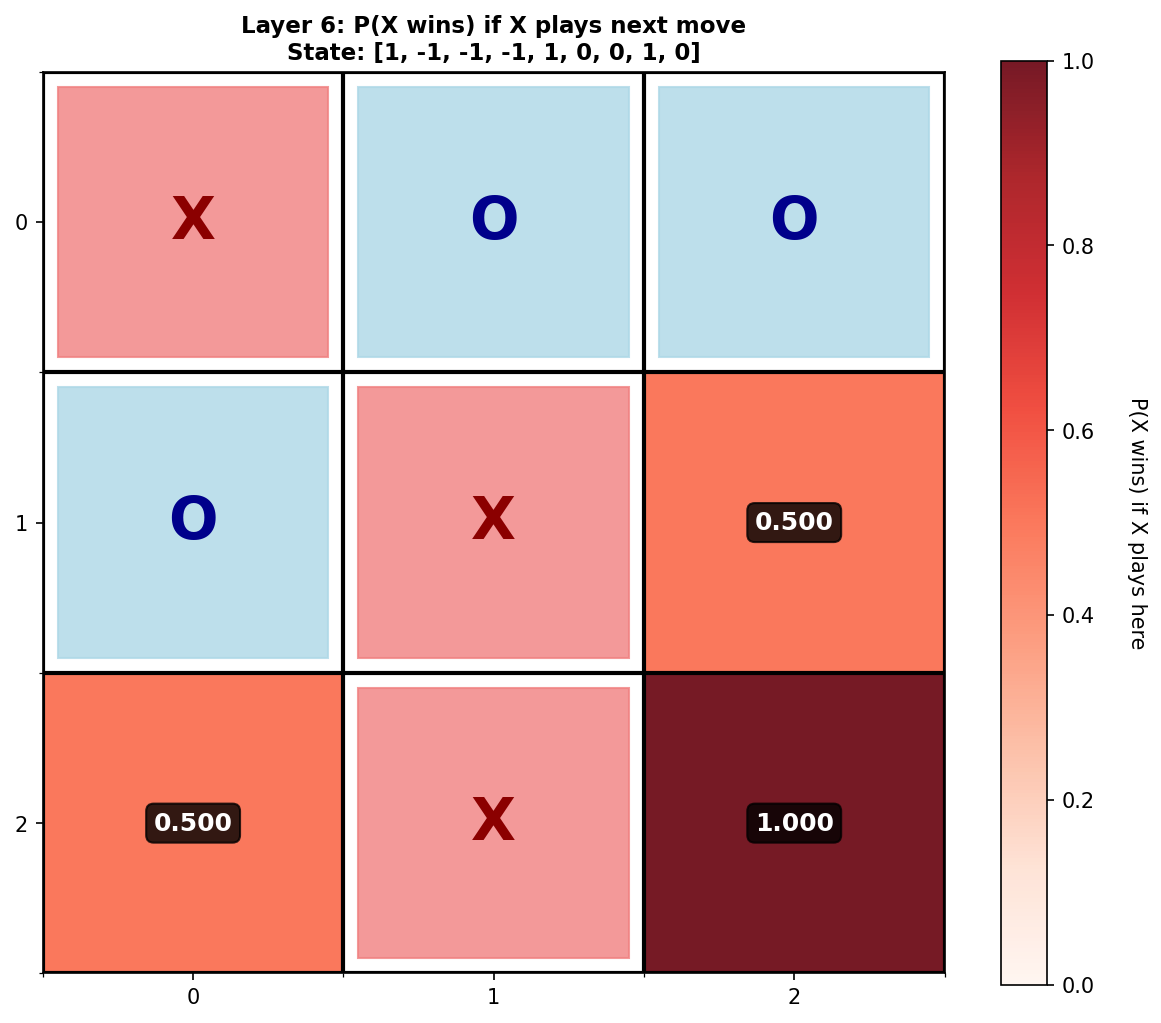 Layer 6: P(X wins) if X plays next move
State: [1, -1, -1, -1, 1, 0, 0, 1, 0]
X
O
O
0
O
X
0.500
1
0.500
X
1.000
2
0
1
2
1.0
0.8
0.6
0.4
0.2
0.0
P(X wins) if X plays here